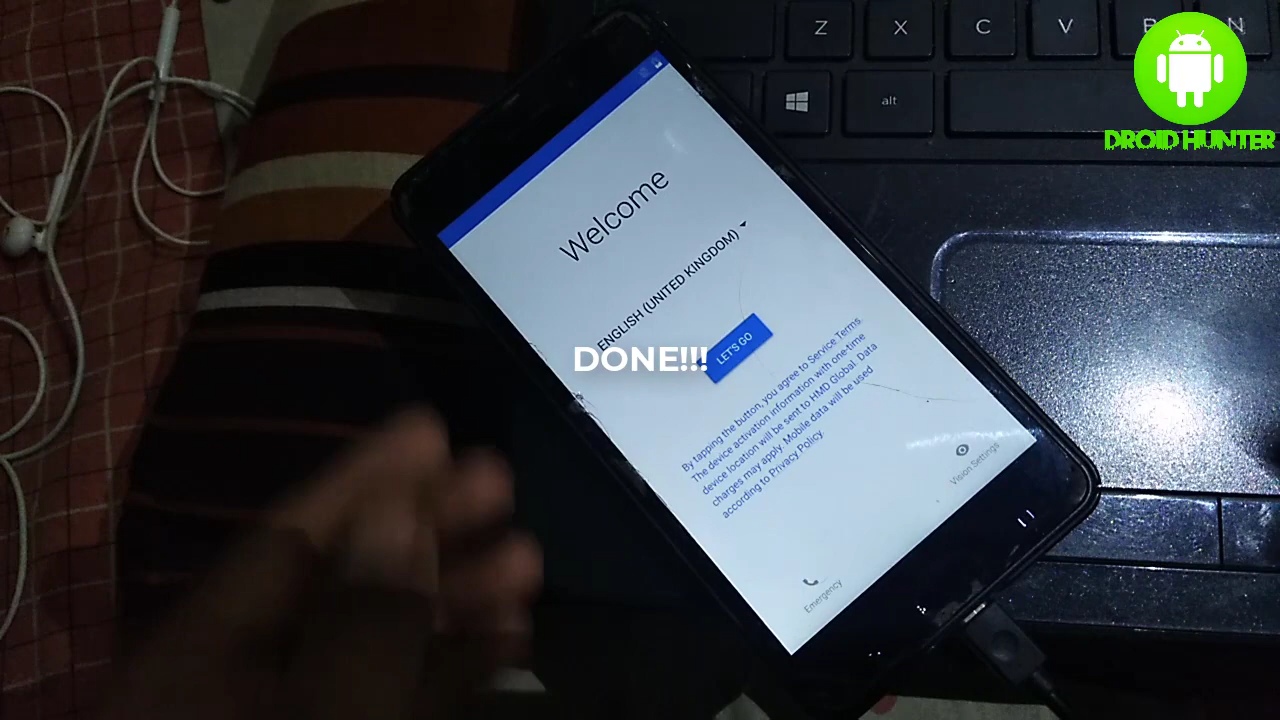 Z X C V B N
alt
DROID HUNTER
Welcome
ENGLISH (UNITED KINGDOM)
LET'S GO
DONE!!!
By tapping the button, you agree to Service Terms.
The device activation information with one-time
device location will be sent to HMD Global. Data
charges may apply. Mobile data will be used
according to Privacy Policy.
Vision Settings
Emergency